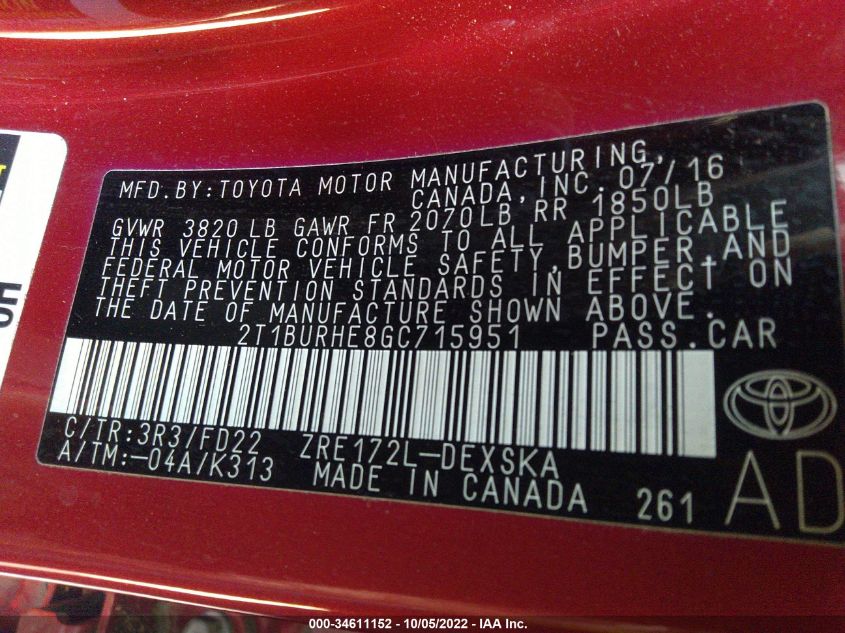 MFD. BY: TOYOTA MOTOR MANUFACTURING,
CANADA, INC. 07/16
GVWR 3820 LB GAWR FR 2070LB RR 1850LB
THIS VEHICLE CONFORMS TO ALL APPLICABLE
FEDERAL MOTOR VEHICLE SAFETY, BUMPER, AND
THEFT PREVENTION STANDARDS IN EFFECT ON
THE DATE OF MANUFACTURE SHOWN ABOVE.
2T1BURHE8GC715951 PASS.CAR
C/TR:3R3/FD22 ZRE172L-DEXSKA
A/TM:-04A/K313 MADE IN CANADA 261
AD
000-34611152 - 10/05/2022 - IAA Inc.